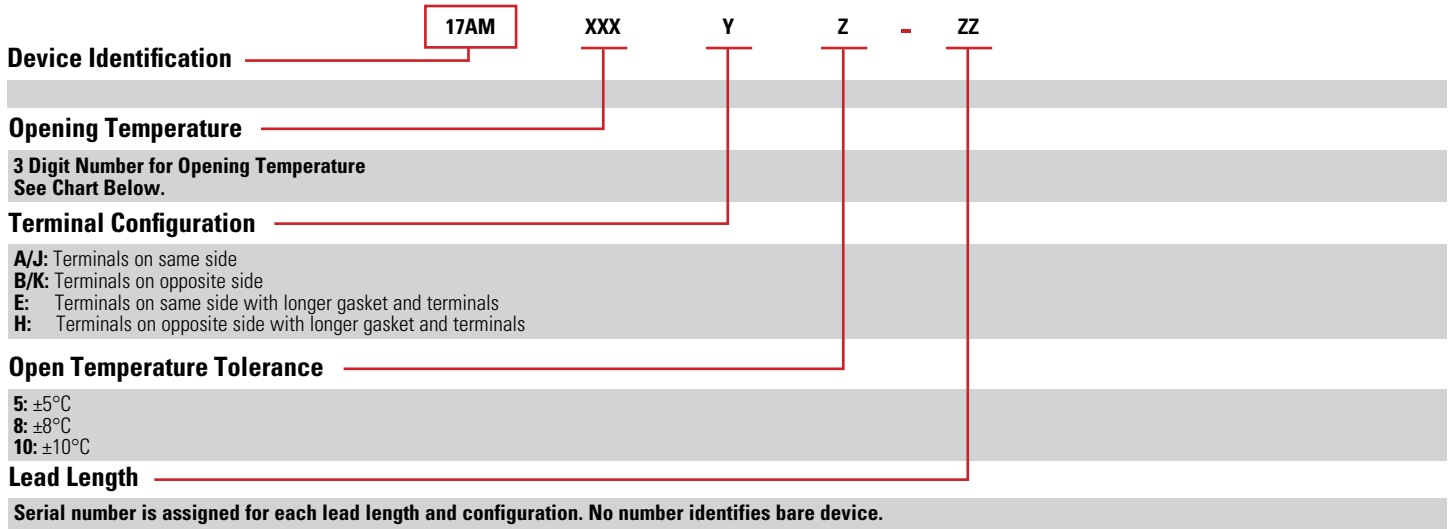 17AM XXX Y Z - ZZ
Device Identification
Opening Temperature
3 Digit Number for Opening Temperature
See Chart Below.
Terminal Configuration
A/J: Terminals on same side
B/K: Terminals on opposite side
E: Terminals on same side with longer gasket and terminals
H: Terminals on opposite side with longer gasket and terminals
Open Temperature Tolerance
5: ±5°C
8: ±8°C
10: ±10°C
Lead Length
Serial number is assigned for each lead length and configuration. No number identifies bare device.